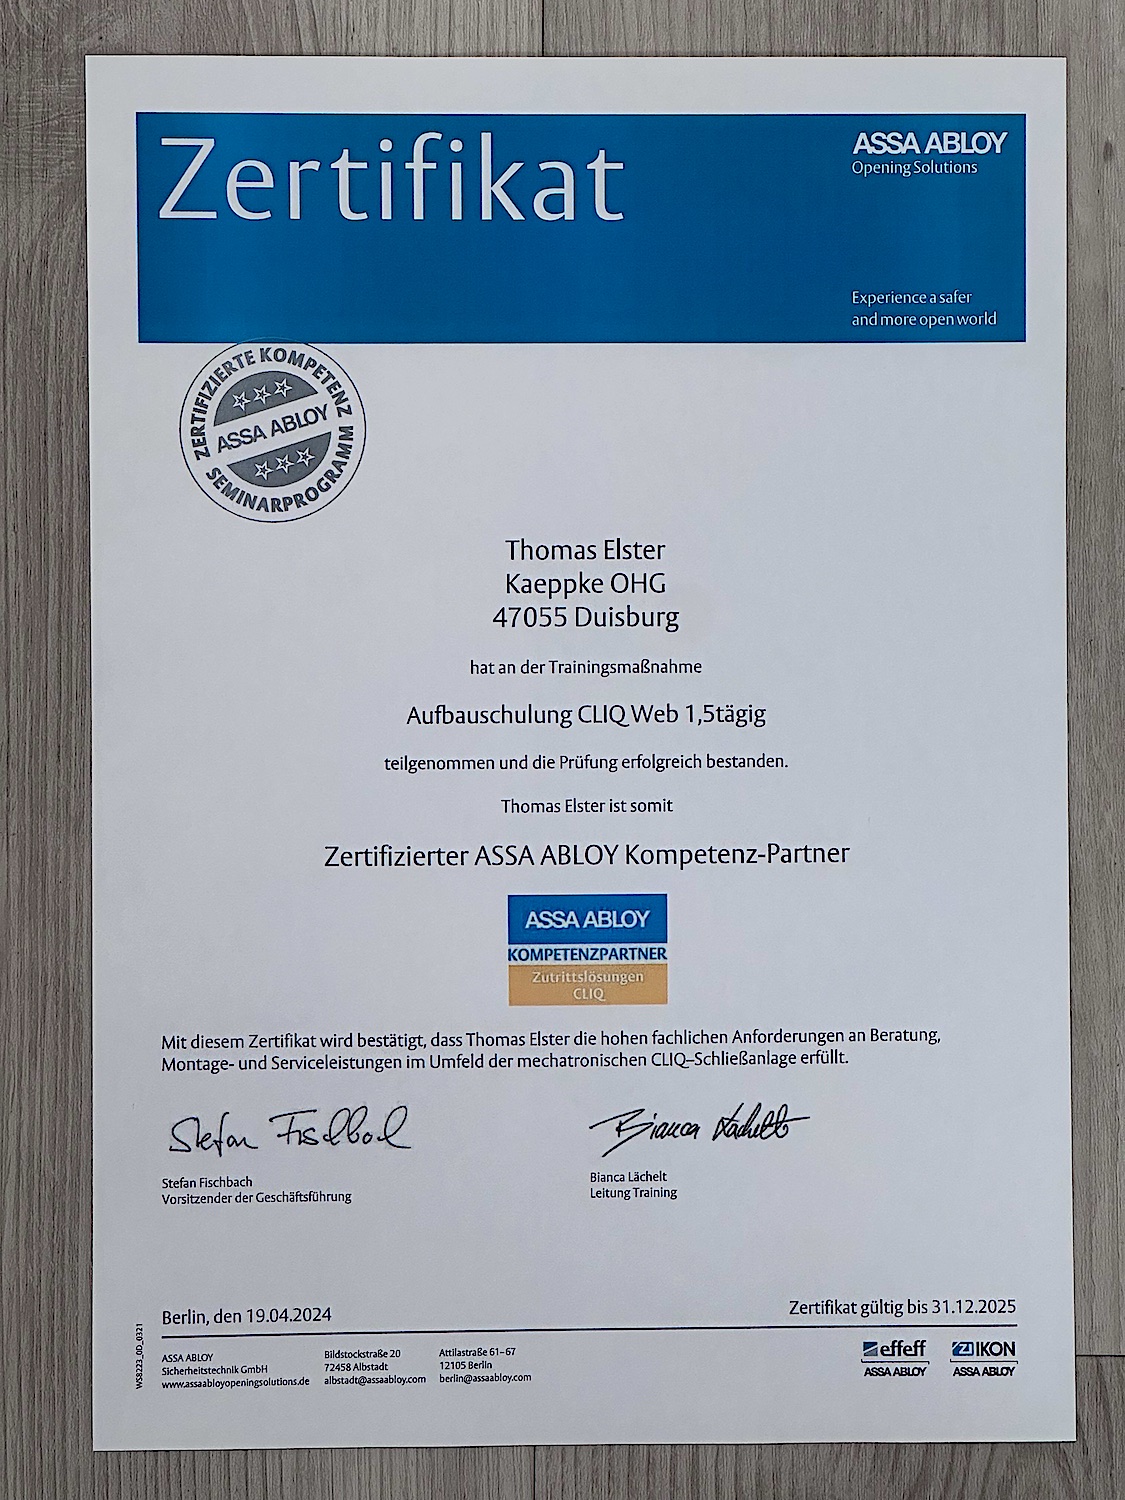 Zertifikat
ASSA ABLOY
Opening Solutions
Experience a safer
and more open world
ZERTIFIZIERTE KOMPETENZ
ASSA ABLOY
SEMINARPROGRAMM
Thomas Elster
Kaeppke OHG
47055 Duisburg
hat an der Trainingsmaßnahme
Aufbauschulung CLIQ Web 1,5tägig
teilgenommen und die Prüfung erfolgreich bestanden.
Thomas Elster ist somit
Zertifizierter ASSA ABLOY Kompetenz-Partner
ASSA ABLOY
KOMPETENZPARTNER
Zutrittslösungen
CLIQ
Mit diesem Zertifikat wird bestätigt, dass Thomas Elster die hohen fachlichen Anforderungen an Beratung,
Montage- und Serviceleistungen im Umfeld der mechatronischen CLIQ–Schließanlage erfüllt.
Stefan Fischbach
Bianca Lächelt
Stefan Fischbach
Vorsitzender der Geschäftsführung
Bianca Lächelt
Leitung Training
Berlin, den 19.04.2024
Zertifikat gültig bis 31.12.2025
WS8223_0D_0321
ASSA ABLOY
Sicherheitstechnik GmbH
www.assaabloyopeningsolutions.de
Bildstockstraße 20
72458 Albstadt
albstadt@assaabloy.com
Attilastraße 61–67
12105 Berlin
berlin@assaabloy.com
effeff
ASSA ABLOY
IKON
ASSA ABLOY